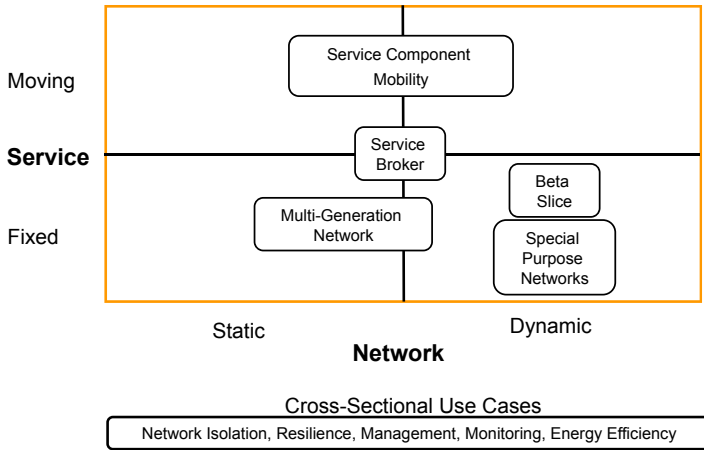 Service Component
Mobility
Moving
Service
Broker
Service
Beta
Slice
Multi-Generation
Network
Fixed
Special
Purpose
Networks
Static
Dynamic
Network
Cross-Sectional Use Cases
Network Isolation, Resilience, Management, Monitoring, Energy Efficiency